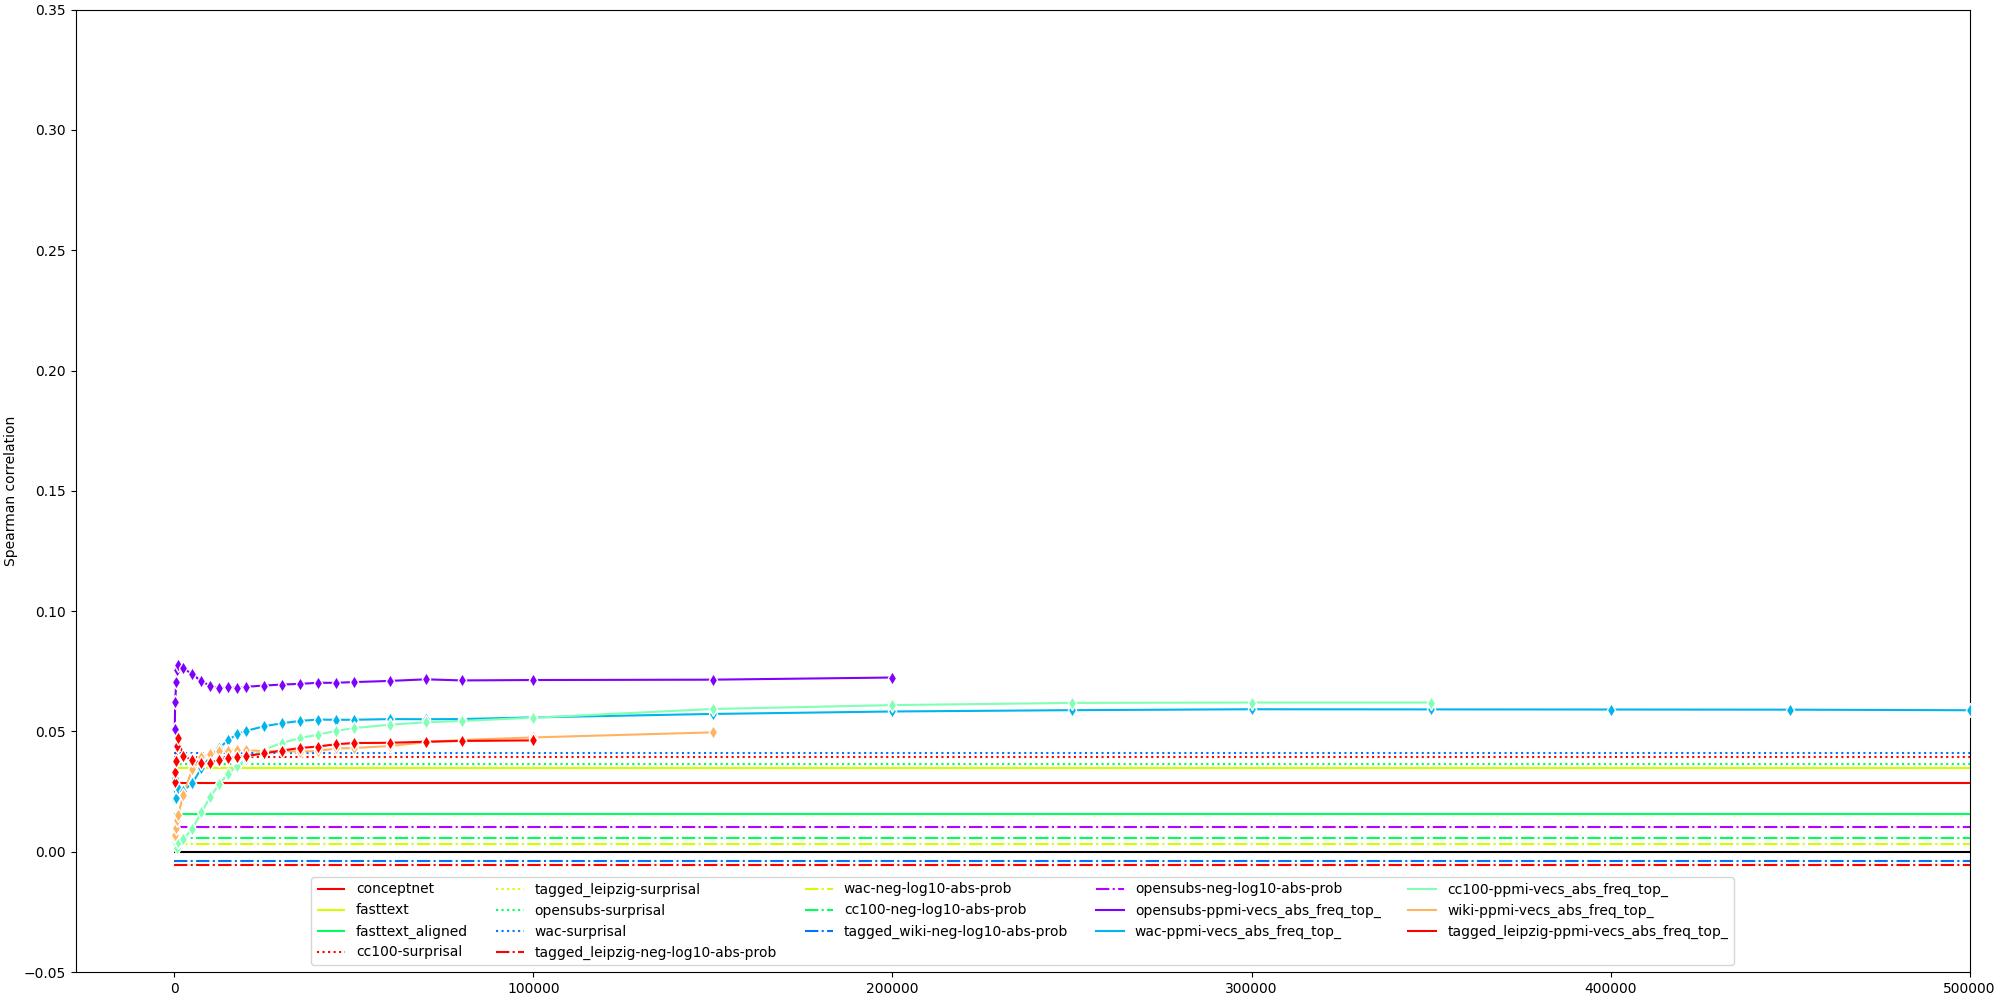 0.35
0.30
0.25
0.20
0.15
0.10
0.05
0.00
−0.05
Spearman correlation
0
100000
200000
300000
400000
500000
conceptnet
fasttext
fasttext_aligned
cc100-surprisal
tagged_leipzig-surprisal
opensubs-surprisal
wac-surprisal
tagged_leipzig-neg-log10-abs-prob
wac-neg-log10-abs-prob
cc100-neg-log10-abs-prob
tagged_wiki-neg-log10-abs-prob
opensubs-neg-log10-abs-prob
opensubs-ppmi-vecs_abs_freq_top_
wac-ppmi-vecs_abs_freq_top_
cc100-ppmi-vecs_abs_freq_top_
wiki-ppmi-vecs_abs_freq_top_
tagged_leipzig-ppmi-vecs_abs_freq_top_